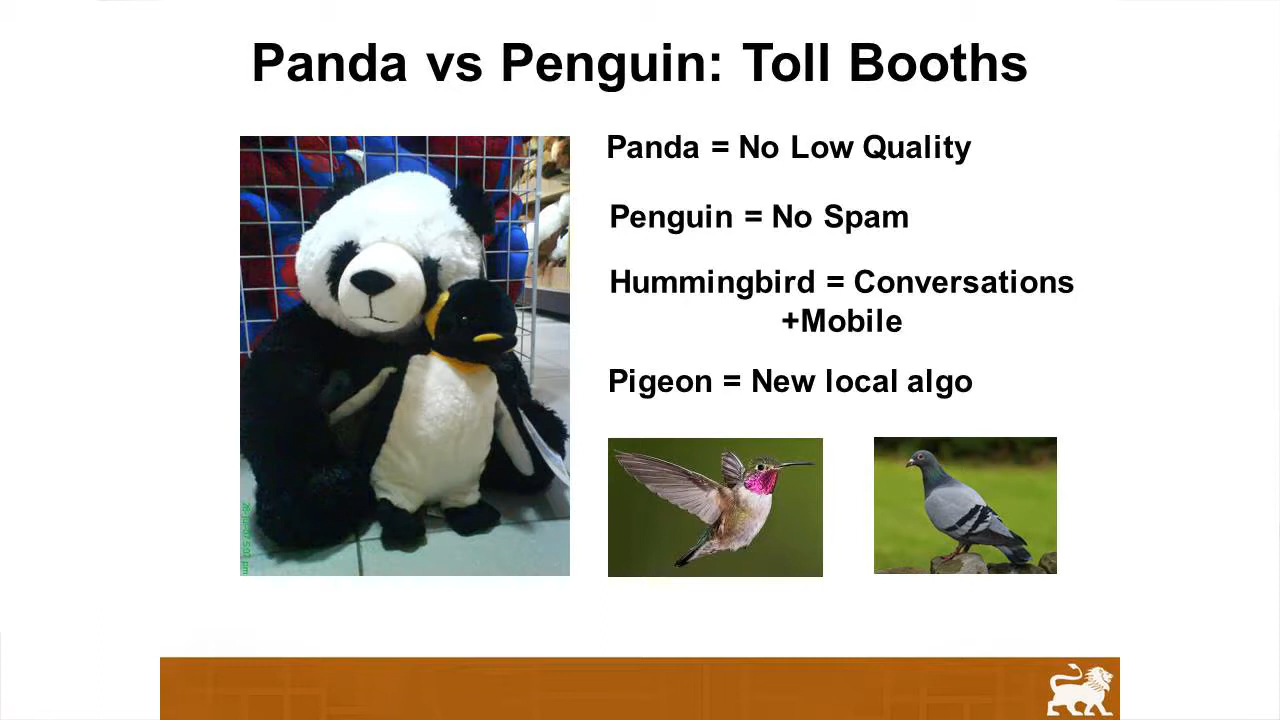 Panda vs Penguin: Toll Booths
Panda = No Low Quality
Penguin = No Spam
Hummingbird = Conversations
+Mobile
Pigeon = New local algo